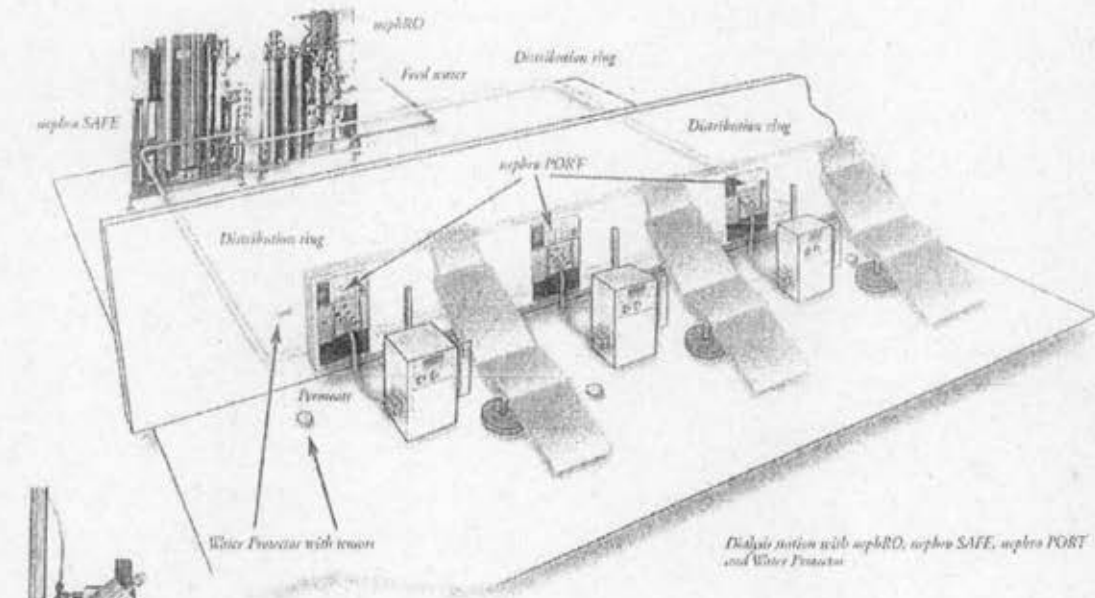 nephRO
Distribution ring
Feed water
nephro SAFE
Distribution ring
nephro PORT
Distribution ring
Permeate
Water Protector with sensors
Dialysis station with nephRO, nephro SAFE, nephro PORT
and Water Protector